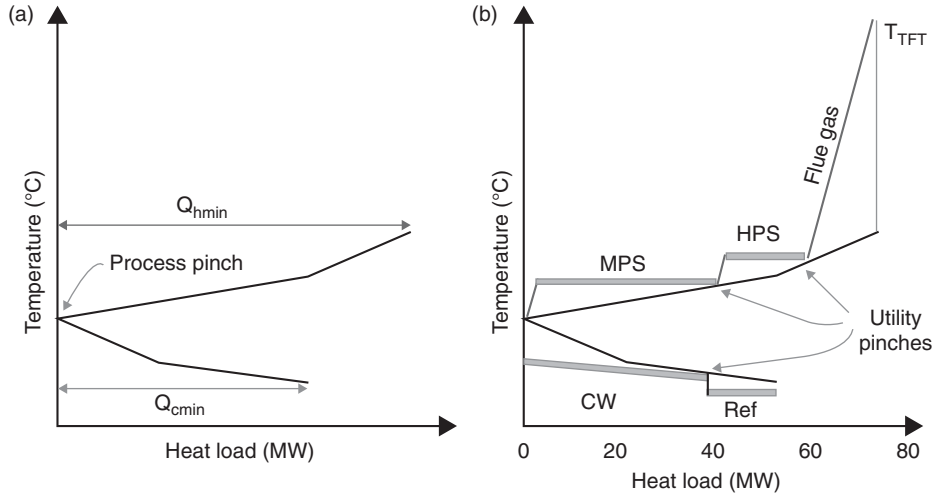 (a)
Temperature (°C)
Q_hmin
Process pinch
Q_cmin
Heat load (MW)
(b)
Temperature (°C)
T_TFT
Flue gas
HPS
MPS
Utility
pinches
CW
Ref
0 20 40 60 80
Heat load (MW)